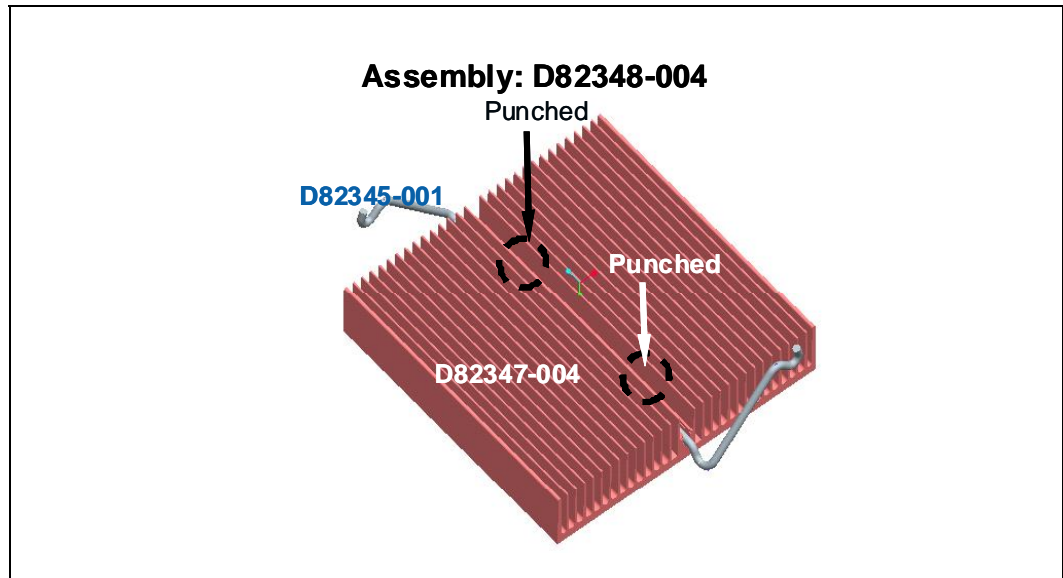 Assembly: D82348-004
Punched
D82345-001
Punched
D82347-004